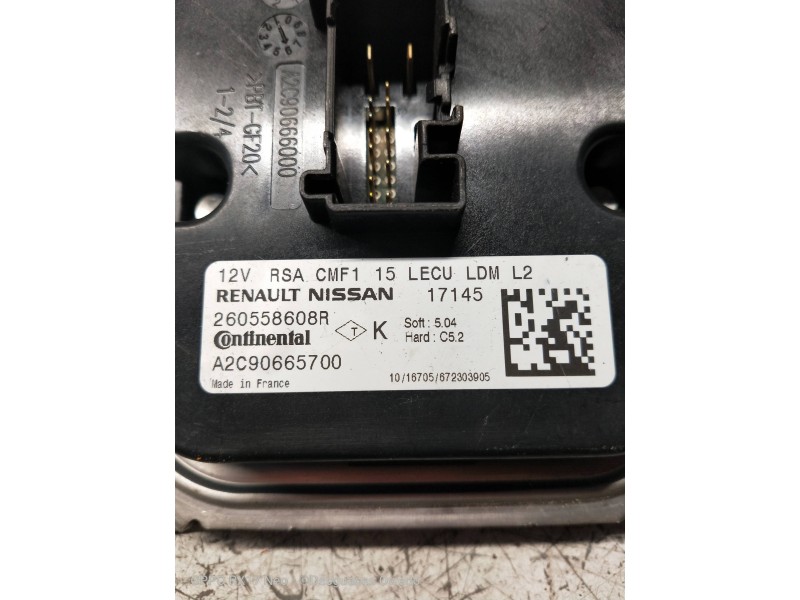 A2C90666000
>PBT-GF20<
1-2/4
12V RSA CMF1 15 LECU LDM L2
RENAULT NISSAN 17145
260558608R
T K Soft : 5.04
Continental Hard : C5.2
A2C90665700
Made in France 10/16705/672303905